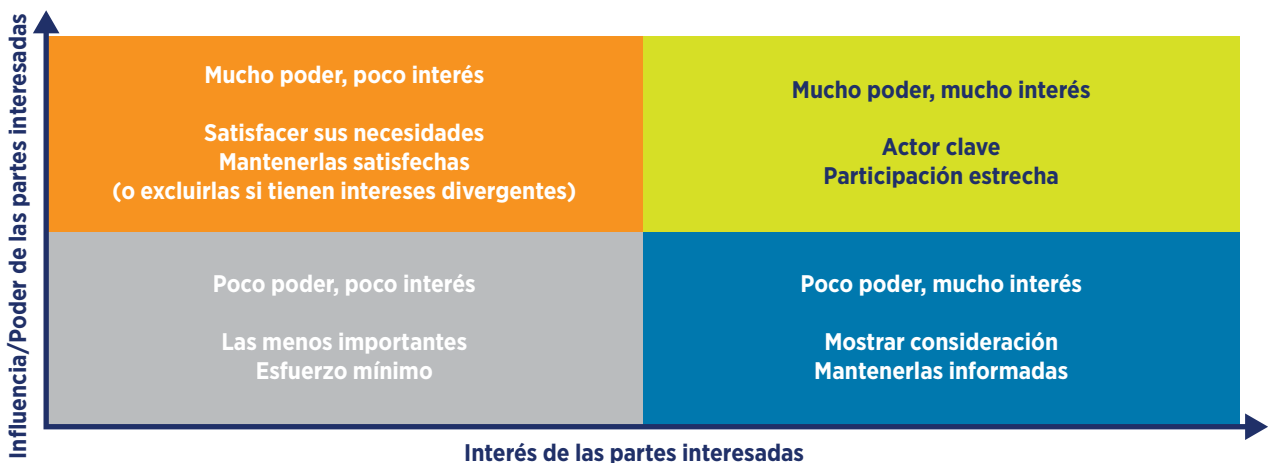 Influencia/Poder de las partes interesadas
Mucho poder, poco interés
Satisfacer sus necesidades
Mantenerlas satisfechas
(o excluirlas si tienen intereses divergentes)
Mucho poder, mucho interés
Actor clave
Participación estrecha
Poco poder, poco interés
Las menos importantes
Esfuerzo mínimo
Poco poder, mucho interés
Mostrar consideración
Mantenerlas informadas
Interés de las partes interesadas